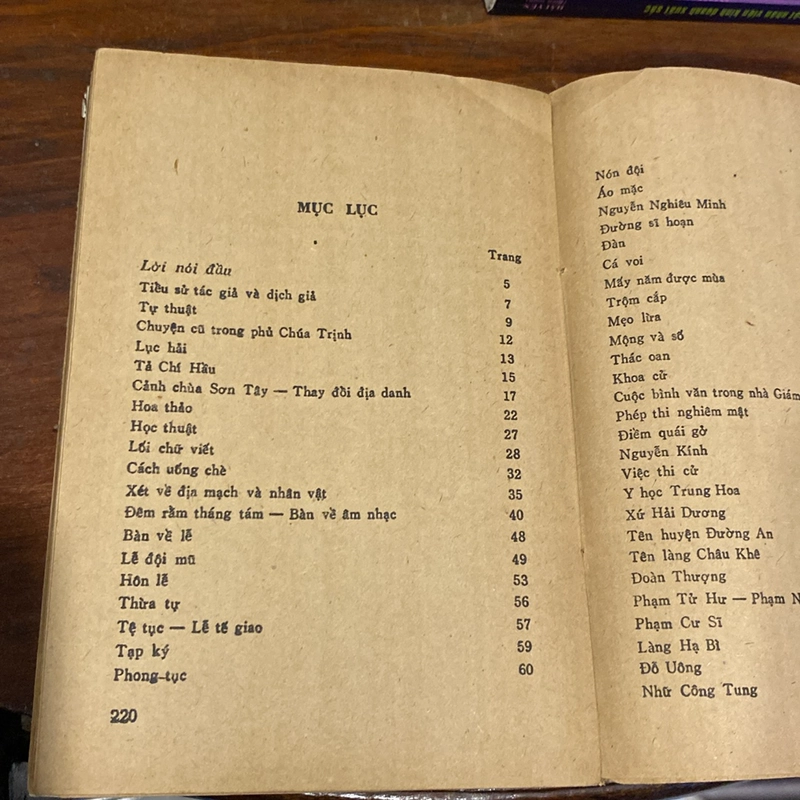 nhân viên kinh doanh xuất sắc
MỤC LỤC
Trang
Lời nói đầu 5
Tiểu sử tác giả và dịch giả 7
Tự thuật 9
Chuyện cũ trong phủ Chúa Trịnh 12
Lục hải 13
Tả Chí Hầu 15
Cảnh chùa Sơn Tây — Thay đổi địa danh 17
Hoa thảo 22
Học thuật 27
Lối chữ viết 28
Cách uống chè 32
Xét về địa mạch và nhân vật 35
Đêm rằm tháng tám — Bàn về âm nhạc 40
Bàn về lễ 48
Lễ đội mũ 49
Hôn lễ 53
Thừa tự 56
Tệ tục — Lễ tế giao 57
Tạp ký 59
Phong-tục 60
220
Nón đội
Áo mặc
Nguyễn Nghiêu Minh
Đường sĩ hoạn
Đàn
Cá voi
Mấy năm được mùa
Trộm cắp
Mẹo lừa
Mộng và số
Thác oan
Khoa cử
Cuộc bình văn trong nhà Giám
Phép thi nghiêm mật
Điềm quái gở
Nguyễn Kính
Việc thi cử
Y học Trung Hoa
Xứ Hải Dương
Tên huyện Đường An
Tên làng Châu Khê
Đoàn Thượng
Phạm Tử Hư — Phạm N
Phạm Cư Sĩ
Làng Hạ Bì
Đỗ Uông
Nhữ Công Tung